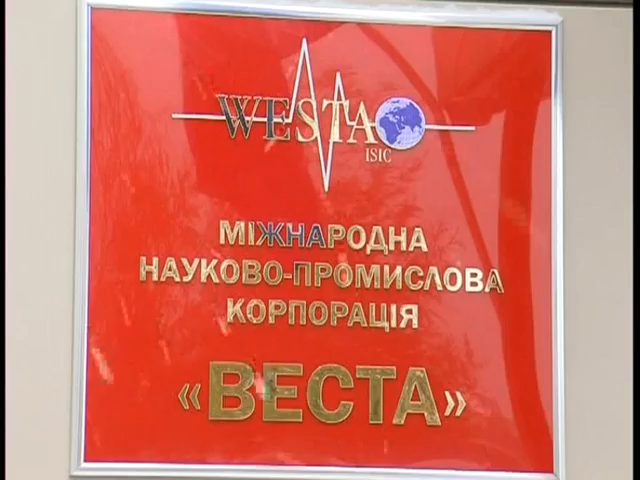 WESTA
ISIC
МІЖНАРОДНА
НАУКОВО-ПРОМИСЛОВА
КОРПОРАЦІЯ
«ВЕСТА»